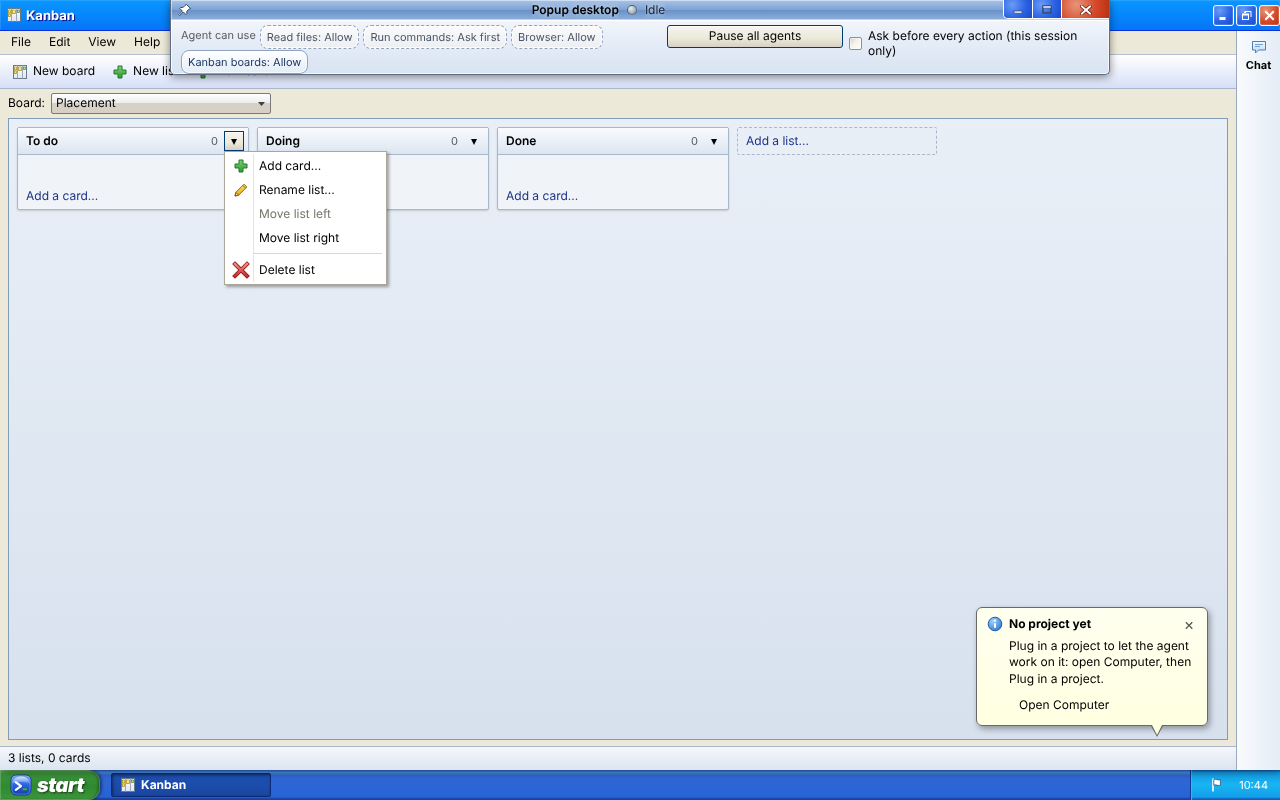 Kanban
Popup desktop
Idle
File Edit View Help
Agent can use
Read files: Allow
Run commands: Ask first
Browser: Allow
Kanban boards: Allow
Pause all agents
Ask before every action (this session
only)
Chat
New board
New
Board:
Placement
To do 0
Doing 0
Done 0
Add a list...
Add card...
Rename list...
Move list left
Move list right
Delete list
Add a card...
Add a card...
No project yet
Plug in a project to let the agent
work on it: open Computer, then
Plug in a project.
Open Computer
3 lists, 0 cards
start
Kanban
10:44